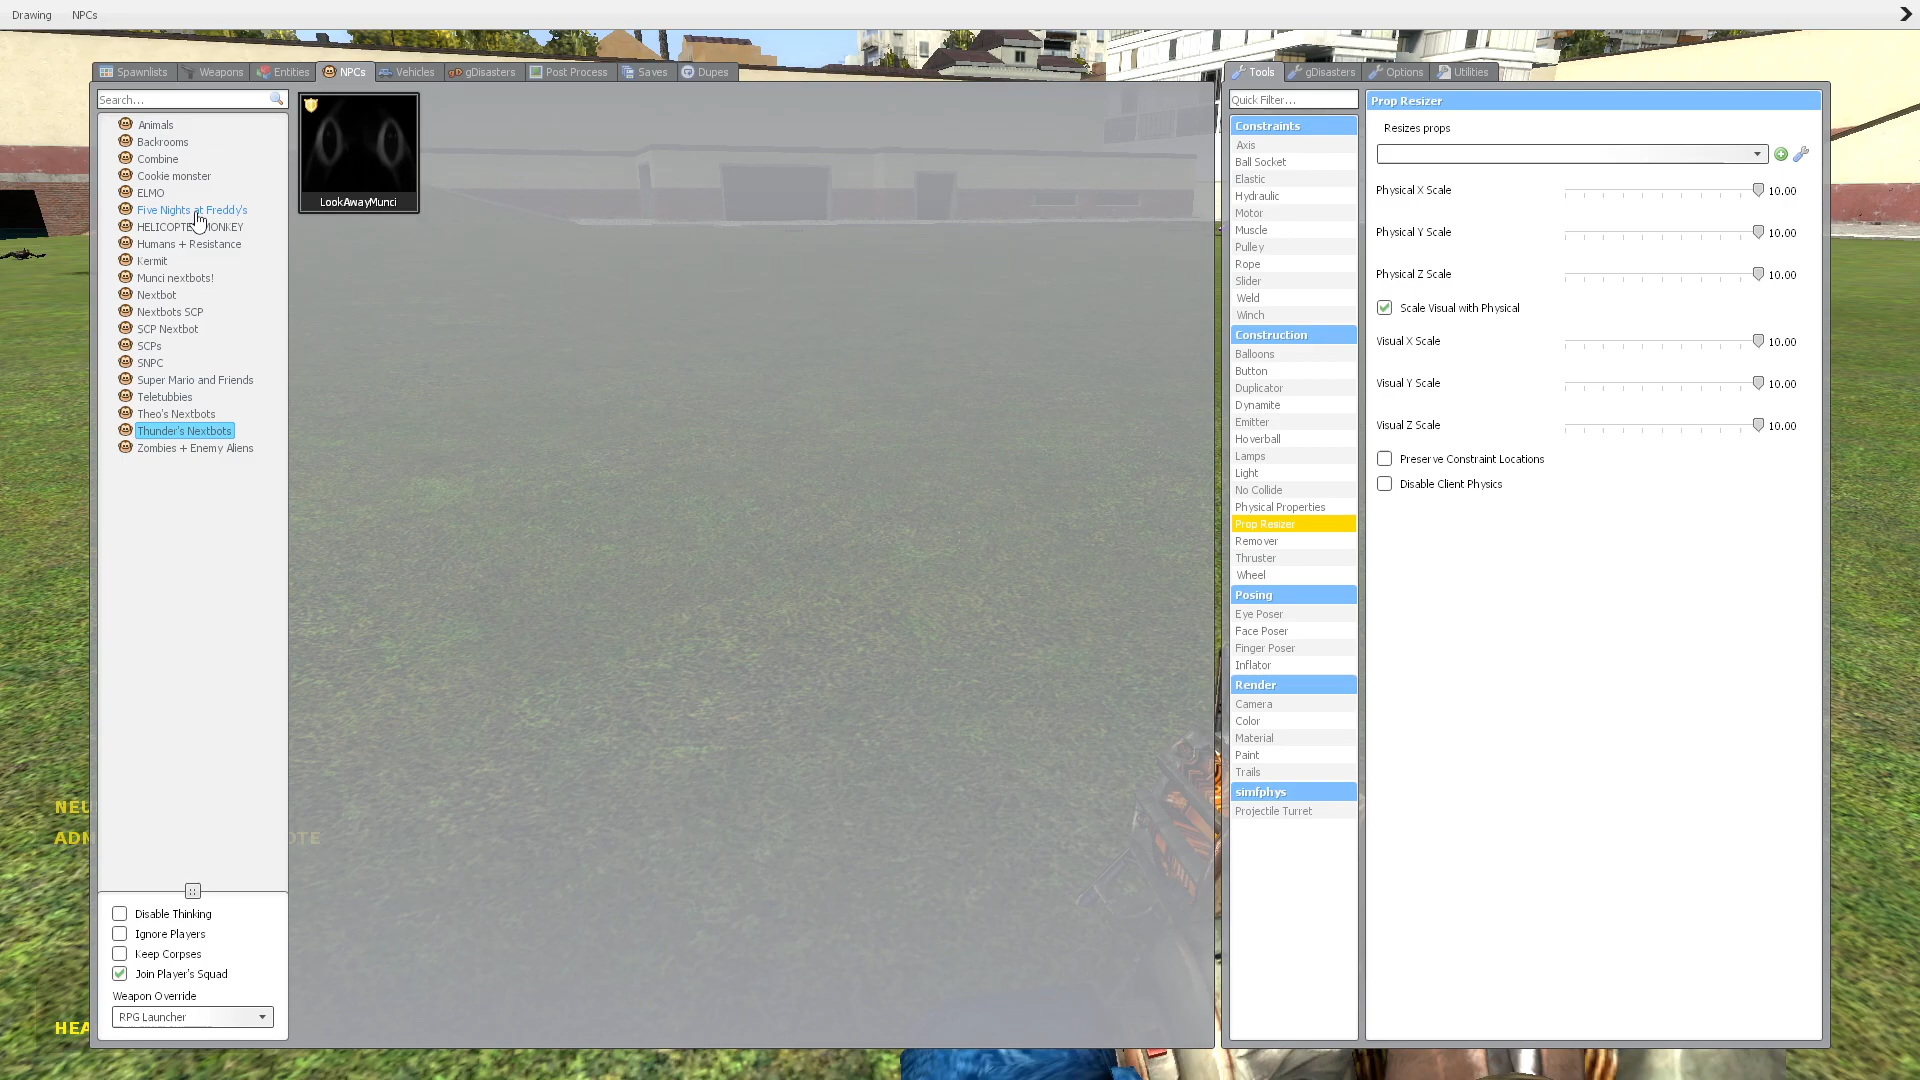 Drawing NPCs
Spawnlists Weapons Entities NPCs Vehicles gDisasters Post Process Saves Dupes
Search...
Animals
Backrooms
Combine
Cookie monster
ELMO
Five Nights at Freddy's
HELICOPTE MONKEY
Humans + Resistance
Kermit
Munci nextbots!
Nextbot
Nextbots SCP
SCP Nextbot
SCPs
SNPC
Super Mario and Friends
Teletubbies
Theo's Nextbots
Thunder's Nextbots
Zombies + Enemy Aliens
LookAwayMunci
NEU
ADM
OTE
Disable Thinking
Ignore Players
Keep Corpses
Join Player's Squad
Weapon Override
RPG Launcher
HEA
Tools gDisasters Options Utilities
Quick Filter...
Constraints
Axis
Ball Socket
Elastic
Hydraulic
Motor
Muscle
Pulley
Rope
Slider
Weld
Winch
Construction
Balloons
Button
Duplicator
Dynamite
Emitter
Hoverball
Lamps
Light
No Collide
Physical Properties
Prop Resizer
Remover
Thruster
Wheel
Posing
Eye Poser
Face Poser
Finger Poser
Inflator
Render
Camera
Color
Material
Paint
Trails
simfphys
Projectile Turret
Prop Resizer
Resizes props
Physical X Scale 10.00
Physical Y Scale 10.00
Physical Z Scale 10.00
Scale Visual with Physical
Visual X Scale 10.00
Visual Y Scale 10.00
Visual Z Scale 10.00
Preserve Constraint Locations
Disable Client Physics